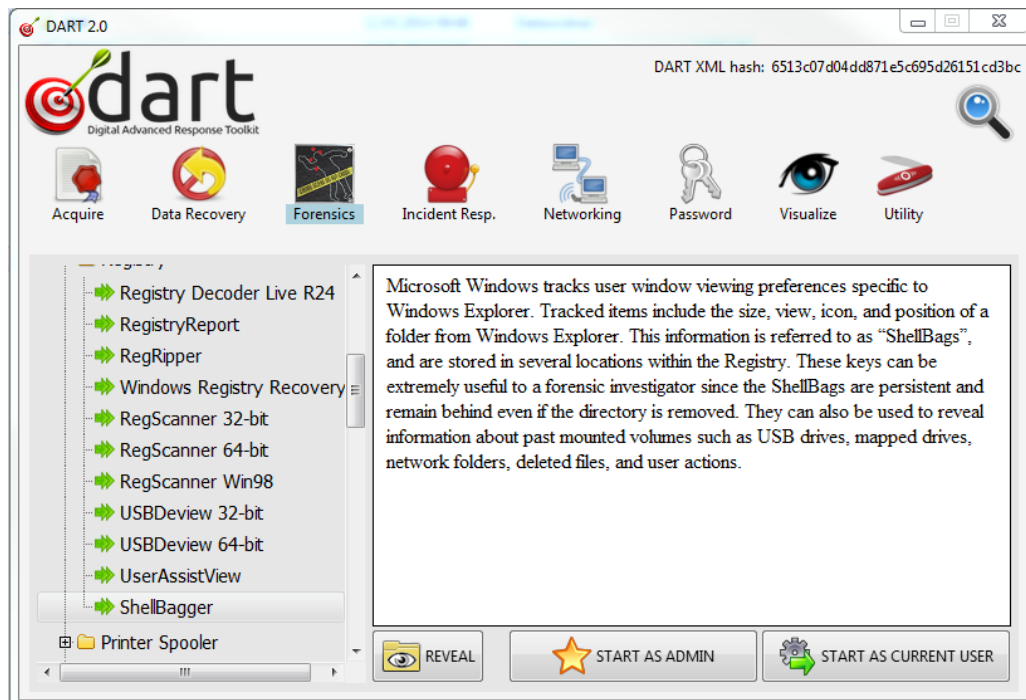 DART 2.0
DART XML hash: 6513c07d04dd871e5c695d26151cd3bc
dart
Digital Advanced Response Toolkit
Acquire
Data Recovery
Forensics
Incident Resp.
Networking
Password
Visualize
Utility
Registry
Registry Decoder Live R24
RegistryReport
RegRipper
Windows Registry Recovery
RegScanner 32-bit
RegScanner 64-bit
RegScanner Win98
USBDeview 32-bit
USBDeview 64-bit
UserAssistView
ShellBagger
Printer Spooler
Microsoft Windows tracks user window viewing preferences specific to
Windows Explorer. Tracked items include the size, view, icon, and position of a
folder from Windows Explorer. This information is referred to as “ShellBags”,
and are stored in several locations within the Registry. These keys can be
extremely useful to a forensic investigator since the ShellBags are persistent and
remain behind even if the directory is removed. They can also be used to reveal
information about past mounted volumes such as USB drives, mapped drives,
network folders, deleted files, and user actions.
REVEAL
START AS ADMIN
START AS CURRENT USER